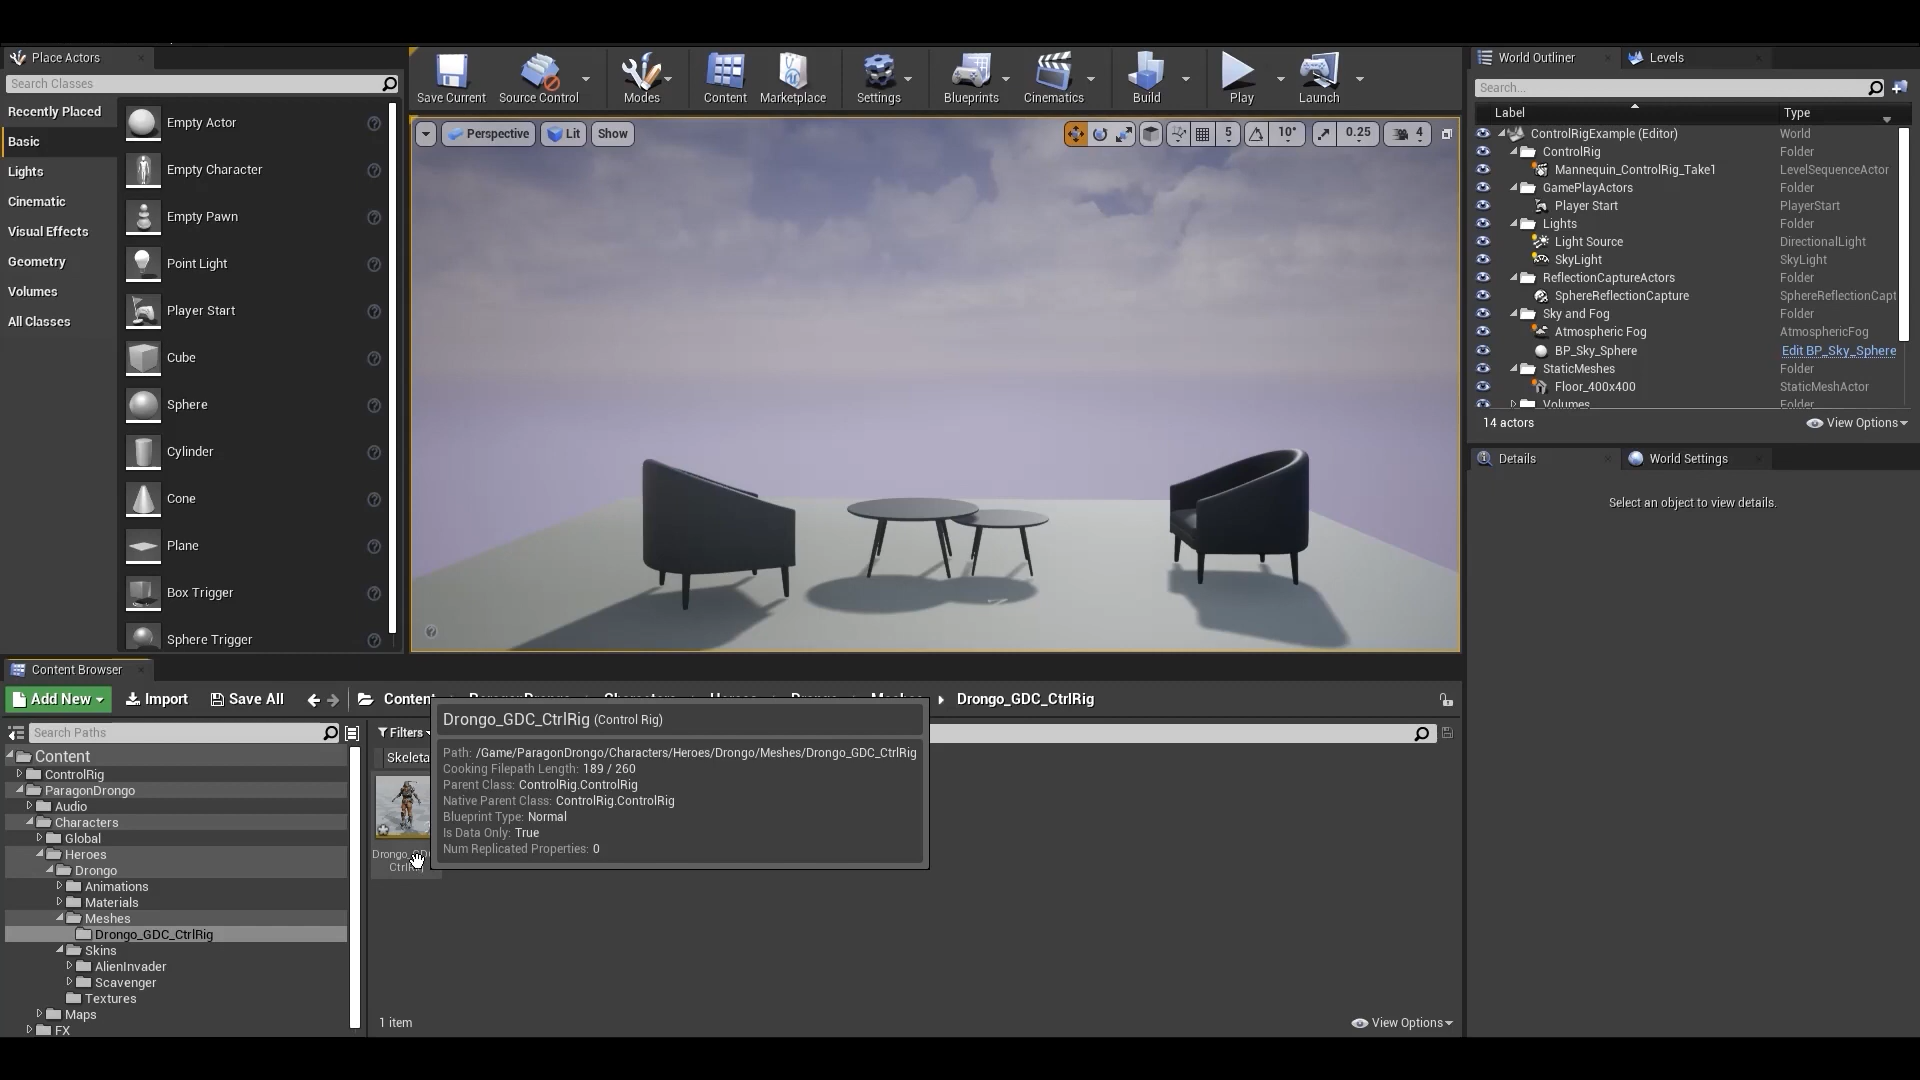 Place Actors
Search Classes
Recently Placed
Basic
Lights
Cinematic
Visual Effects
Geometry
Volumes
All Classes
Empty Actor
Empty Character
Empty Pawn
Point Light
Player Start
Cube
Sphere
Cylinder
Cone
Plane
Box Trigger
Sphere Trigger
Save Current
Source Control
Modes
Content
Marketplace
Settings
Blueprints
Cinematics
Build
Play
Launch
Perspective
Lit
Show
5
10°
0.25
4
World Outliner
Levels
Search...
Label Type
ControlRigExample (Editor) World
ControlRig Folder
Mannequin_ControlRig_Take1 LevelSequenceActor
GamePlayActors Folder
Player Start PlayerStart
Lights Folder
Light Source DirectionalLight
SkyLight SkyLight
ReflectionCaptureActors Folder
SphereReflectionCapture SphereReflectionCapt
Sky and Fog Folder
Atmospheric Fog AtmosphericFog
BP_Sky_Sphere Edit BP_Sky_Sphere
StaticMeshes Folder
Floor_400x400 StaticMeshActor
Volumes Folder
14 actors
View Options
Details
World Settings
Select an object to view details.
Content Browser
Add New
Import
Save All
Content
Drongo_GDC_CtrlRig
Search Paths
Filters
Content
ControlRig
ParagonDrongo
Audio
Characters
Global
Heroes
Drongo
Animations
Materials
Meshes
Drongo_GDC_CtrlRig
Skins
AlienInvader
Scavenger
Textures
Maps
FX
Skeleta
Drongo_GDC_CtrlRig (Control Rig)
Path: /Game/ParagonDrongo/Characters/Heroes/Drongo/Meshes/Drongo_GDC_CtrlRig
Cooking Filepath Length: 189 / 260
Parent Class: ControlRig.ControlRig
Native Parent Class: ControlRig.ControlRig
Blueprint Type: Normal
Is Data Only: True
Num Replicated Properties: 0
1 item
View Options